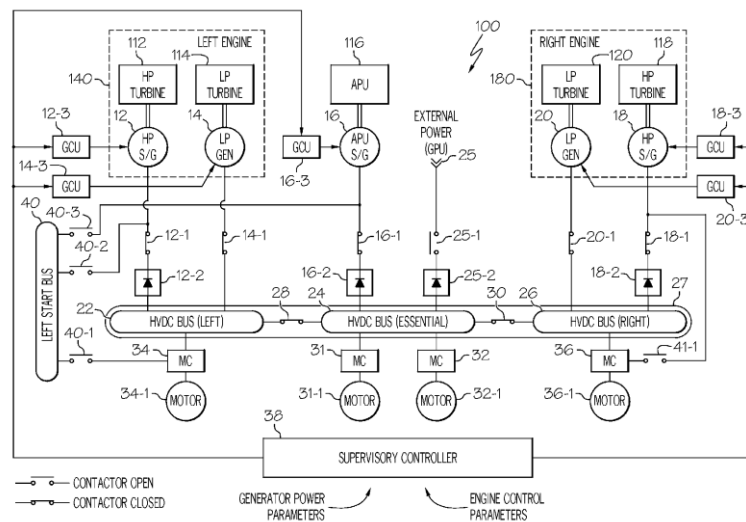 LEFT ENGINE
RIGHT ENGINE
100
112
114
116
120
118
140
180
HP
TURBINE
LP
TURBINE
APU
LP
TURBINE
HP
TURBINE
12-3
12
14
16
EXTERNAL
POWER
(GPU)
20
18
18-3
GCU
HP
S/G
LP
GEN
GCU
APU
S/G
25
LP
GEN
HP
S/G
GCU
14-3
GCU
16-3
GCU
20-3
40
40-3
40-2
12-1
14-1
16-1
25-1
20-1
18-1
12-2
16-2
25-2
18-2
LEFT START BUS
22
28
24
30
26
27
HVDC BUS (LEFT)
HVDC BUS (ESSENTIAL)
HVDC BUS (RIGHT)
40-1
34
31
32
36
41-1
MC
MC
MC
MC
MOTOR
MOTOR
MOTOR
MOTOR
34-1
31-1
32-1
36-1
38
SUPERVISORY CONTROLLER
CONTACTOR OPEN
CONTACTOR CLOSED
GENERATOR POWER
PARAMETERS
ENGINE CONTROL
PARAMETERS